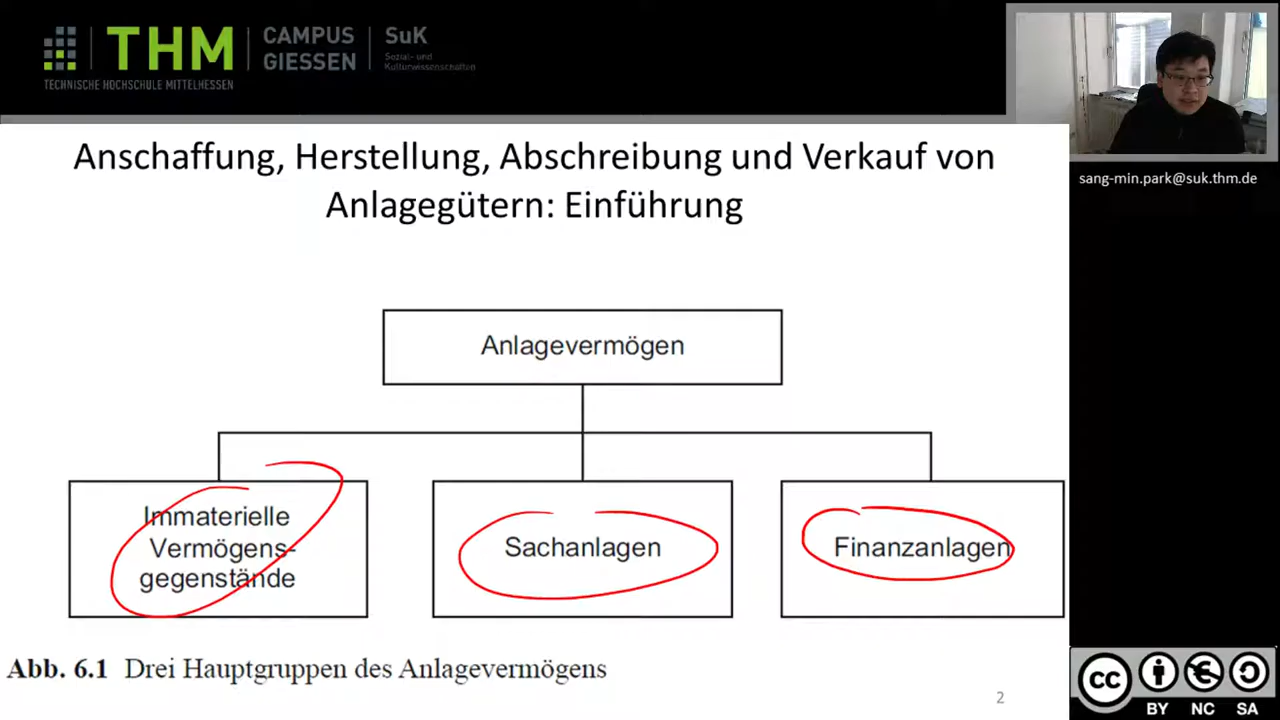 THM
CAMPUS
GIESSEN
SuK
Sozial- und
Kulturwissenschaften
TECHNISCHE HOCHSCHULE MITTELHESSEN
sang-min.park@suk.thm.de
Anschaffung, Herstellung, Abschreibung und Verkauf von
Anlagegütern: Einführung
Anlagevermögen
Immaterielle
Vermögens-
gegenstände
Sachanlagen
Finanzanlagen
Abb. 6.1 Drei Hauptgruppen des Anlagevermögens
2
cc
BY NC SA